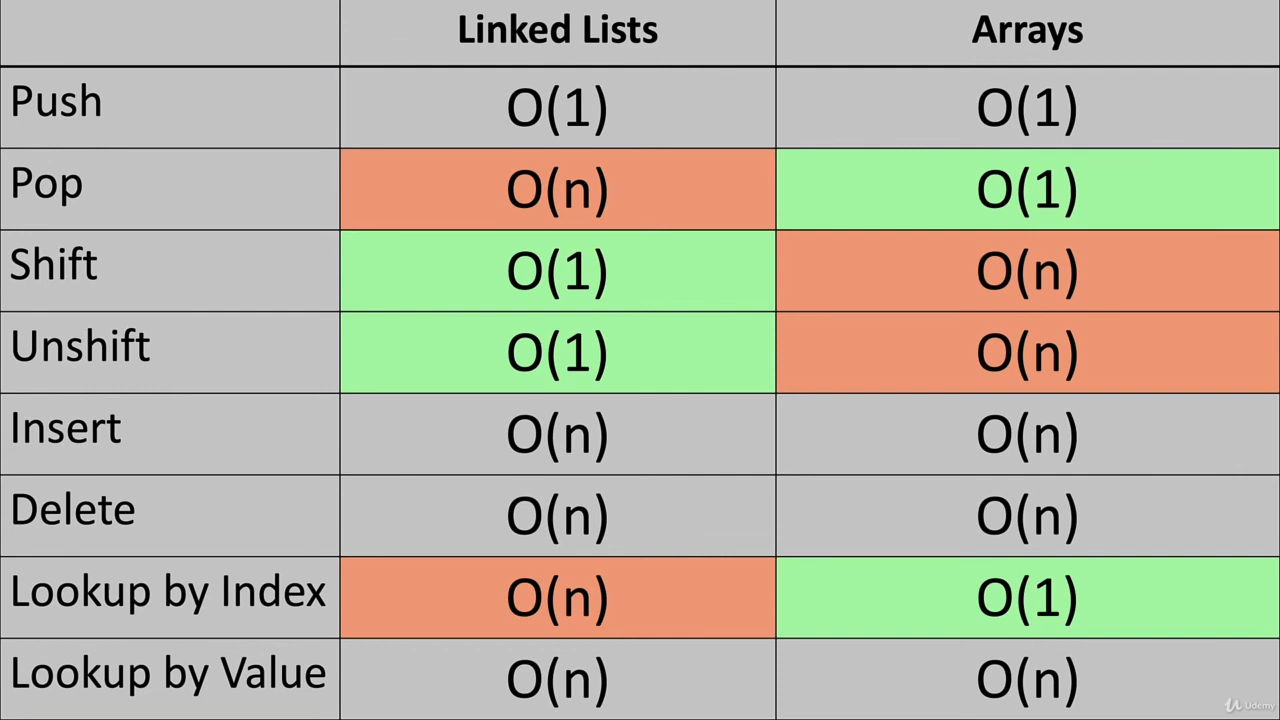 Linked Lists Arrays
Push O(1) O(1)
Pop O(n) O(1)
Shift O(1) O(n)
Unshift O(1) O(n)
Insert O(n) O(n)
Delete O(n) O(n)
Lookup by Index O(n) O(1)
Lookup by Value O(n) O(n)
Udemy